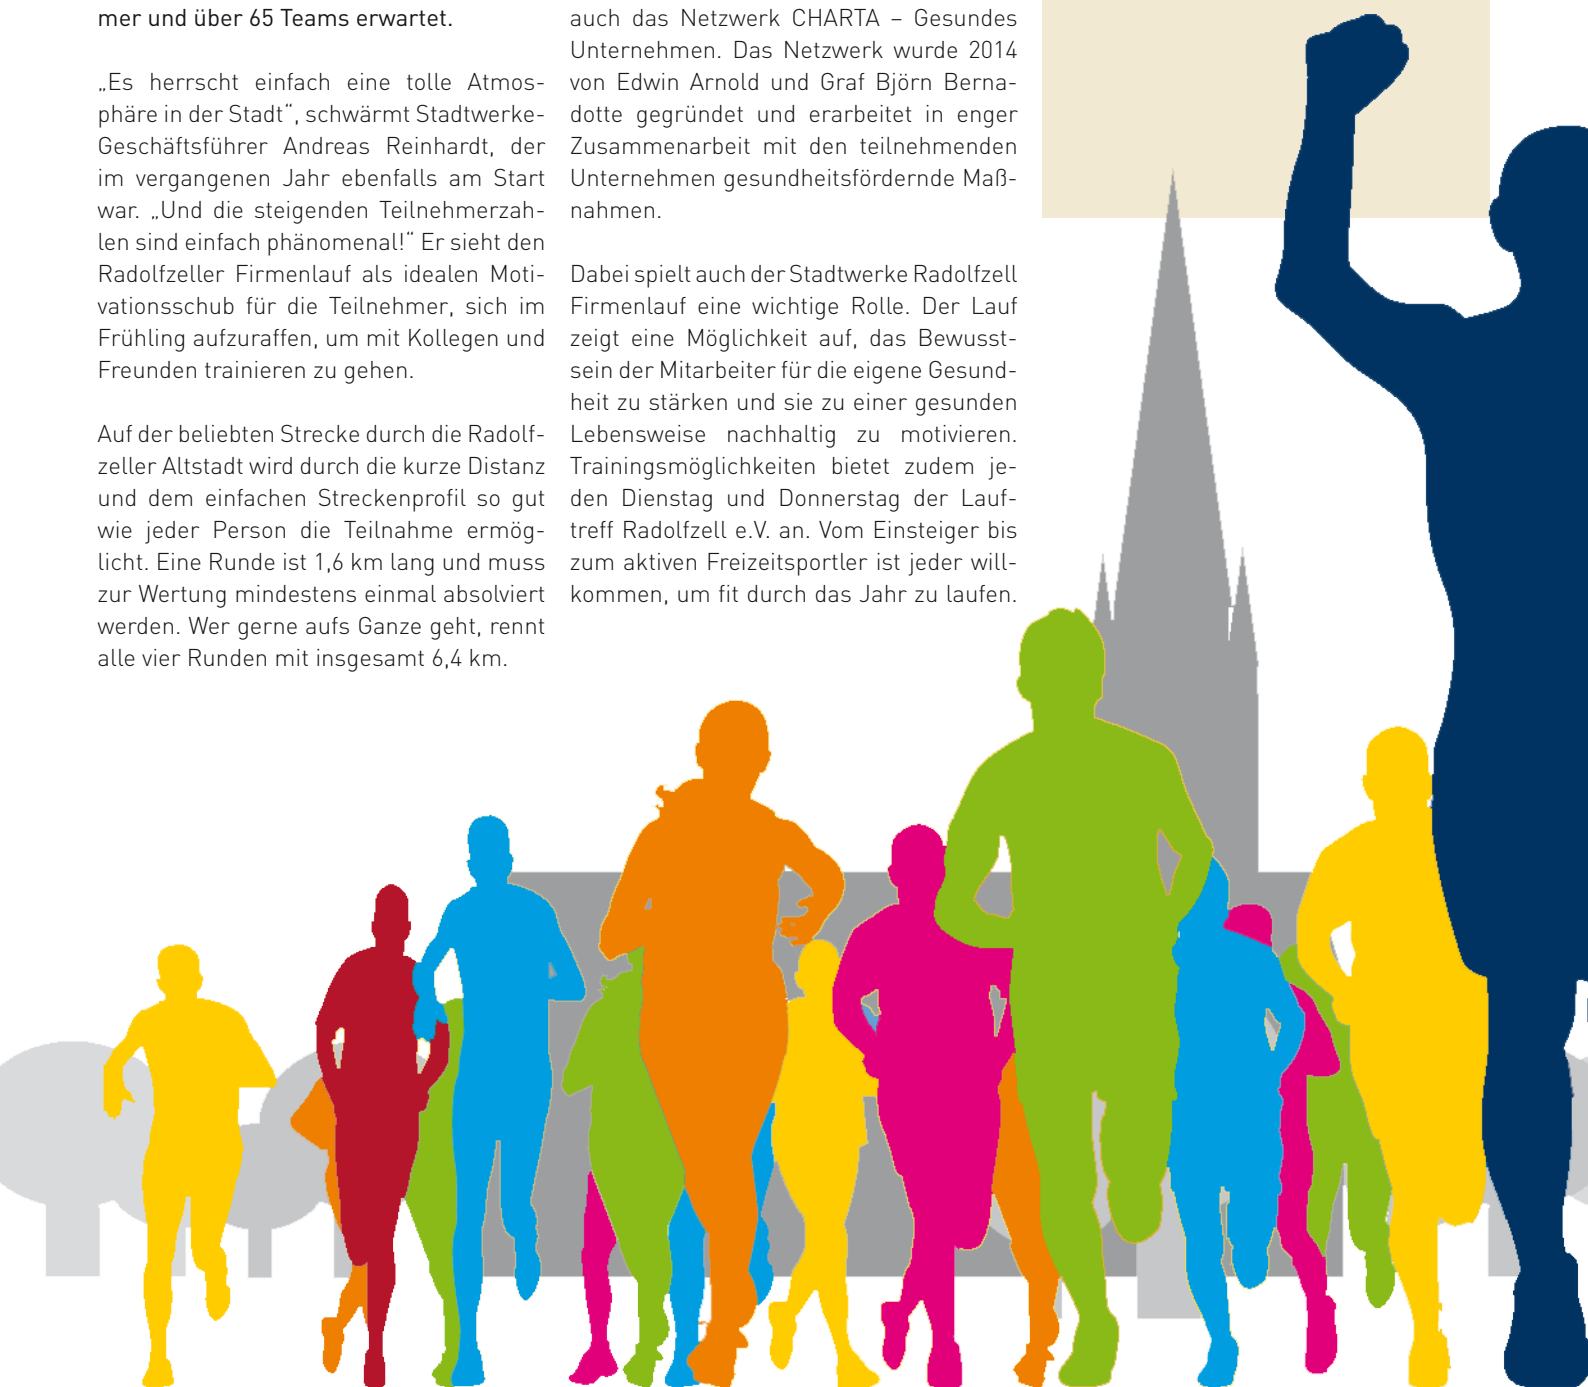 mer und über 65 Teams erwartet.
„Es herrscht einfach eine tolle Atmos-
phäre in der Stadt“, schwärmt Stadtwerke-
Geschäftsführer Andreas Reinhardt, der
im vergangenen Jahr ebenfalls am Start
war. „Und die steigenden Teilnehmerzah-
len sind einfach phänomenal!“ Er sieht den
Radolfzeller Firmenlauf als idealen Moti-
vationsschub für die Teilnehmer, sich im
Frühling aufzuraffen, um mit Kollegen und
Freunden trainieren zu gehen.
Auf der beliebten Strecke durch die Radolf-
zeller Altstadt wird durch die kurze Distanz
und dem einfachen Streckenprofil so gut
wie jeder Person die Teilnahme ermög-
licht. Eine Runde ist 1,6 km lang und muss
zur Wertung mindestens einmal absolviert
werden. Wer gerne aufs Ganze geht, rennt
alle vier Runden mit insgesamt 6,4 km.
auch das Netzwerk CHARTA – Gesundes
Unternehmen. Das Netzwerk wurde 2014
von Edwin Arnold und Graf Björn Berna-
dotte gegründet und erarbeitet in enger
Zusammenarbeit mit den teilnehmenden
Unternehmen gesundheitsfördernde Maß-
nahmen.
Dabei spielt auch der Stadtwerke Radolfzell
Firmenlauf eine wichtige Rolle. Der Lauf
zeigt eine Möglichkeit auf, das Bewusst-
sein der Mitarbeiter für die eigene Gesund-
heit zu stärken und sie zu einer gesunden
Lebensweise nachhaltig zu motivieren.
Trainingsmöglichkeiten bietet zudem je-
den Dienstag und Donnerstag der Lauf-
treff Radolfzell e.V. an. Vom Einsteiger bis
zum aktiven Freizeitsportler ist jeder will-
kommen, um fit durch das Jahr zu laufen.